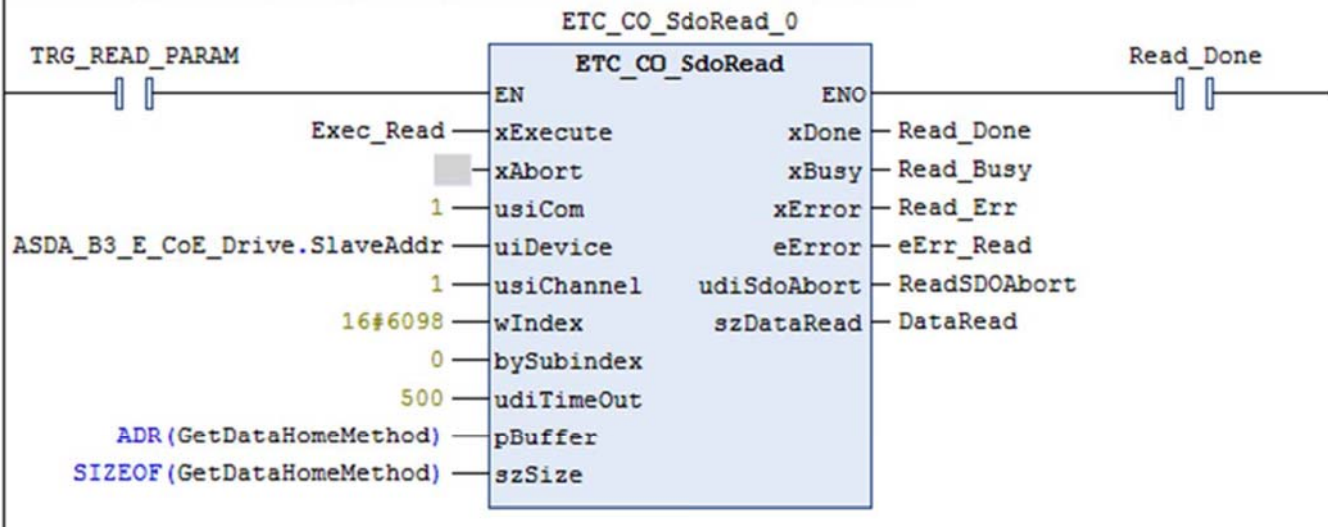 ETC_CO_SdoRead_0
TRG_READ_PARAM ETC_CO_SdoRead Read_Done
EN ENO
Exec_Read xExecute xDone Read_Done
xAbort xBusy Read_Busy
1 usiCom xError Read_Err
ASDA_B3_E_CoE_Drive.SlaveAddr uiDevice eError eErr_Read
1 usiChannel udiSdoAbort ReadSDOAbort
16#6098 wIndex szDataRead DataRead
0 bySubindex
500 udiTimeOut
ADR(GetDataHomeMethod) pBuffer
SIZEOF(GetDataHomeMethod) szSize